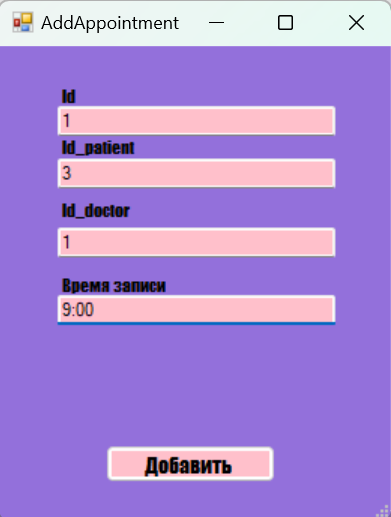 AddAppointment
Id
1
Id_patient
3
Id_doctor
1
Время записи
9:00
Добавить